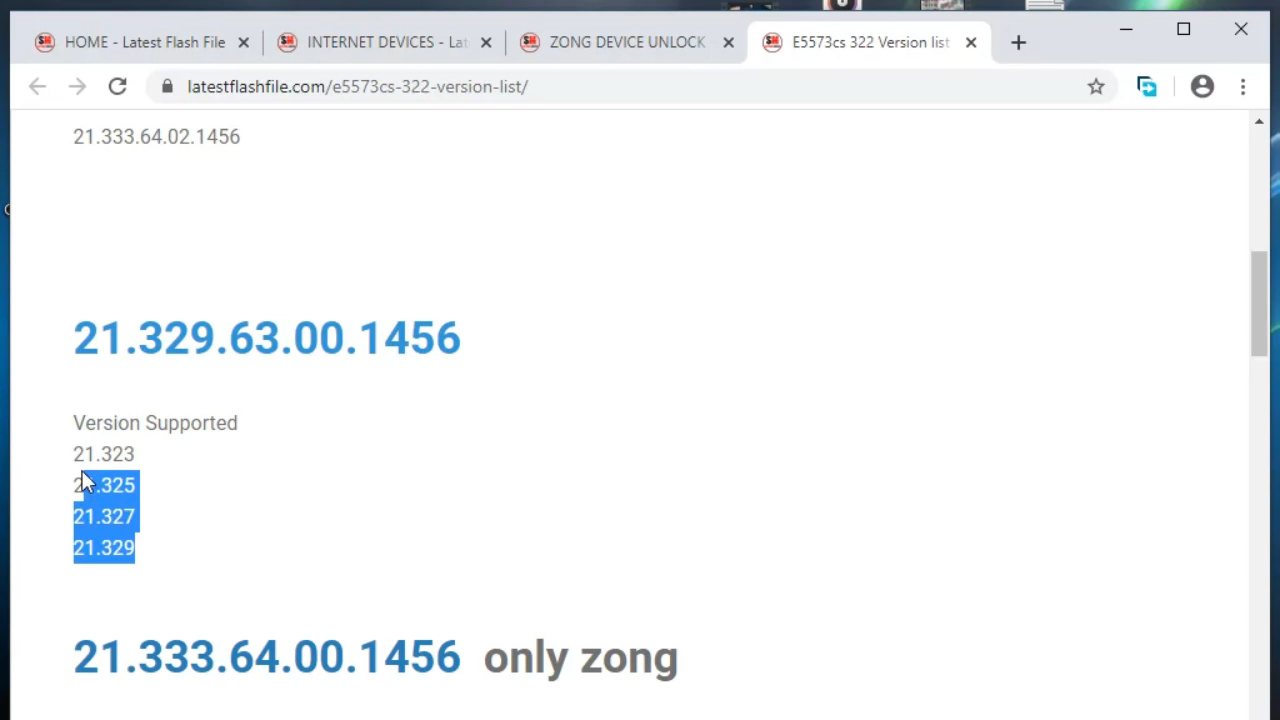 HOME - Latest Flash File
INTERNET DEVICES - Lat
ZONG DEVICE UNLOCK
E5573cs 322 Version list
latestflashfile.com/e5573cs-322-version-list/
21.333.64.02.1456
21.329.63.00.1456
Version Supported
21.323
21.325
21.327
21.329
21.333.64.00.1456 only zong